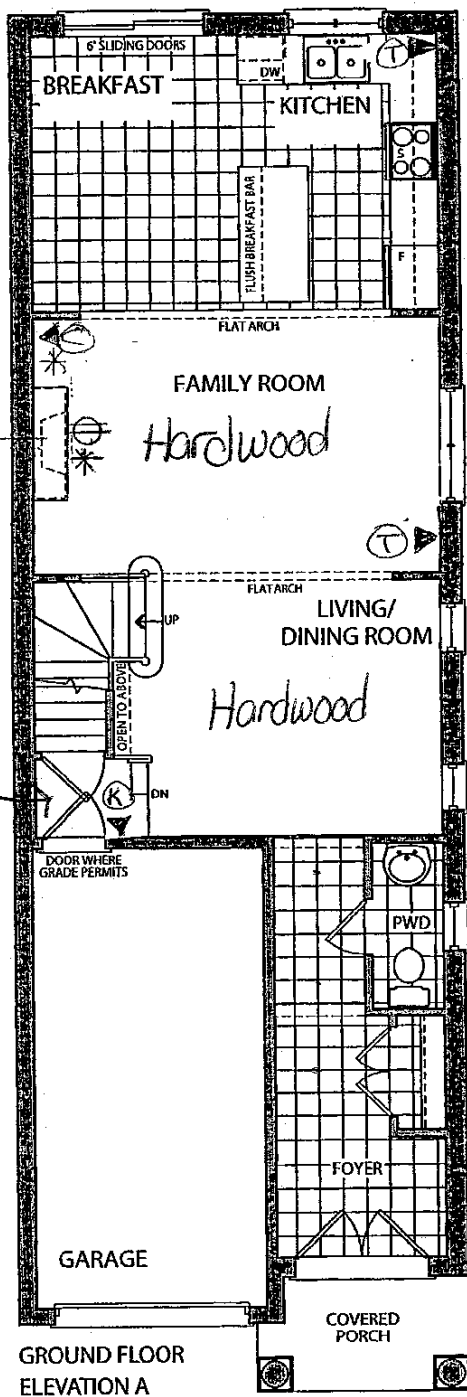 6' SLIDING DOORS
BREAKFAST
DW
KITCHEN
T
S
FLUSH BREAKFAST BAR
F
FLAT ARCH
FAMILY ROOM
Hardwood
T
FLAT ARCH
UP
LIVING/
DINING ROOM
OPEN TO ABOVE
Hardwood
K
DN
DOOR WHERE
GRADE PERMITS
PWD
FOYER
GARAGE
COVERED
PORCH
GROUND FLOOR
ELEVATION A